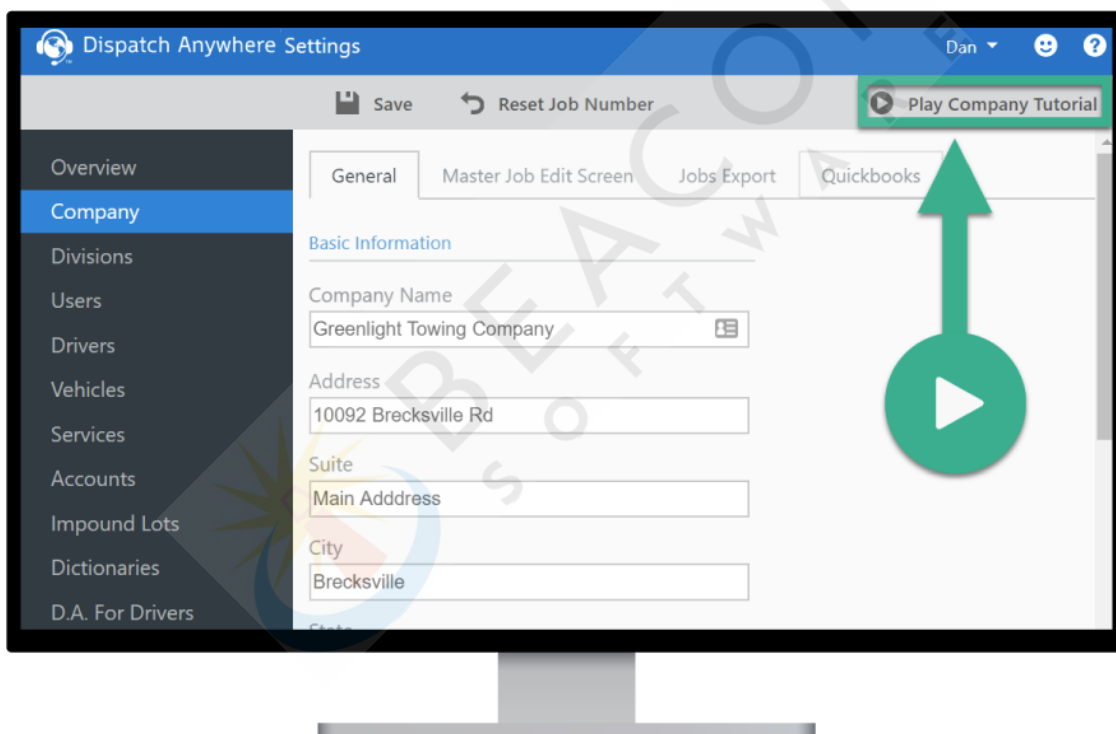 Dispatch Anywhere Settings
Dan
Save
Reset Job Number
Play Company Tutorial
Overview
Company
Divisions
Users
Drivers
Vehicles
Services
Accounts
Impound Lots
Dictionaries
D.A. For Drivers
General
Master Job Edit Screen
Jobs Export
Quickbooks
Basic Information
Company Name
Greenlight Towing Company
Address
10092 Brecksville Rd
Suite
Main Adddress
City
Brecksville
State
BEACO
SOFTWARE